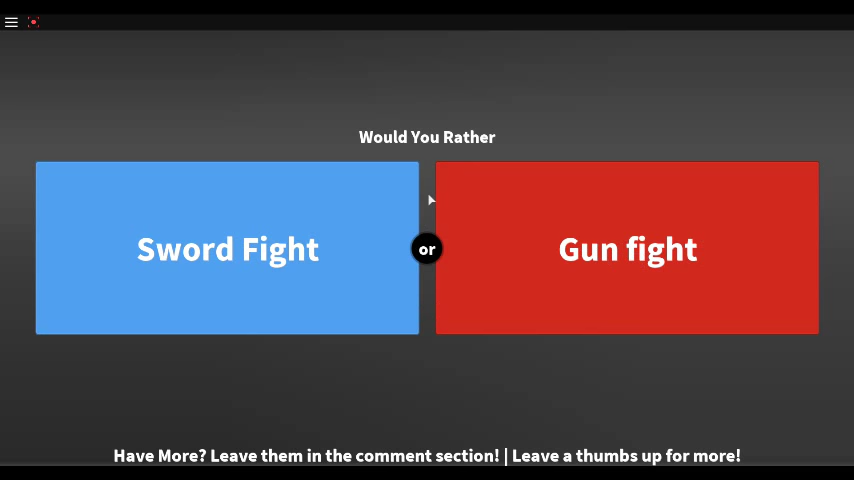 Would You Rather
Sword Fight
or
Gun fight
Have More? Leave them in the comment section! | Leave a thumbs up for more!